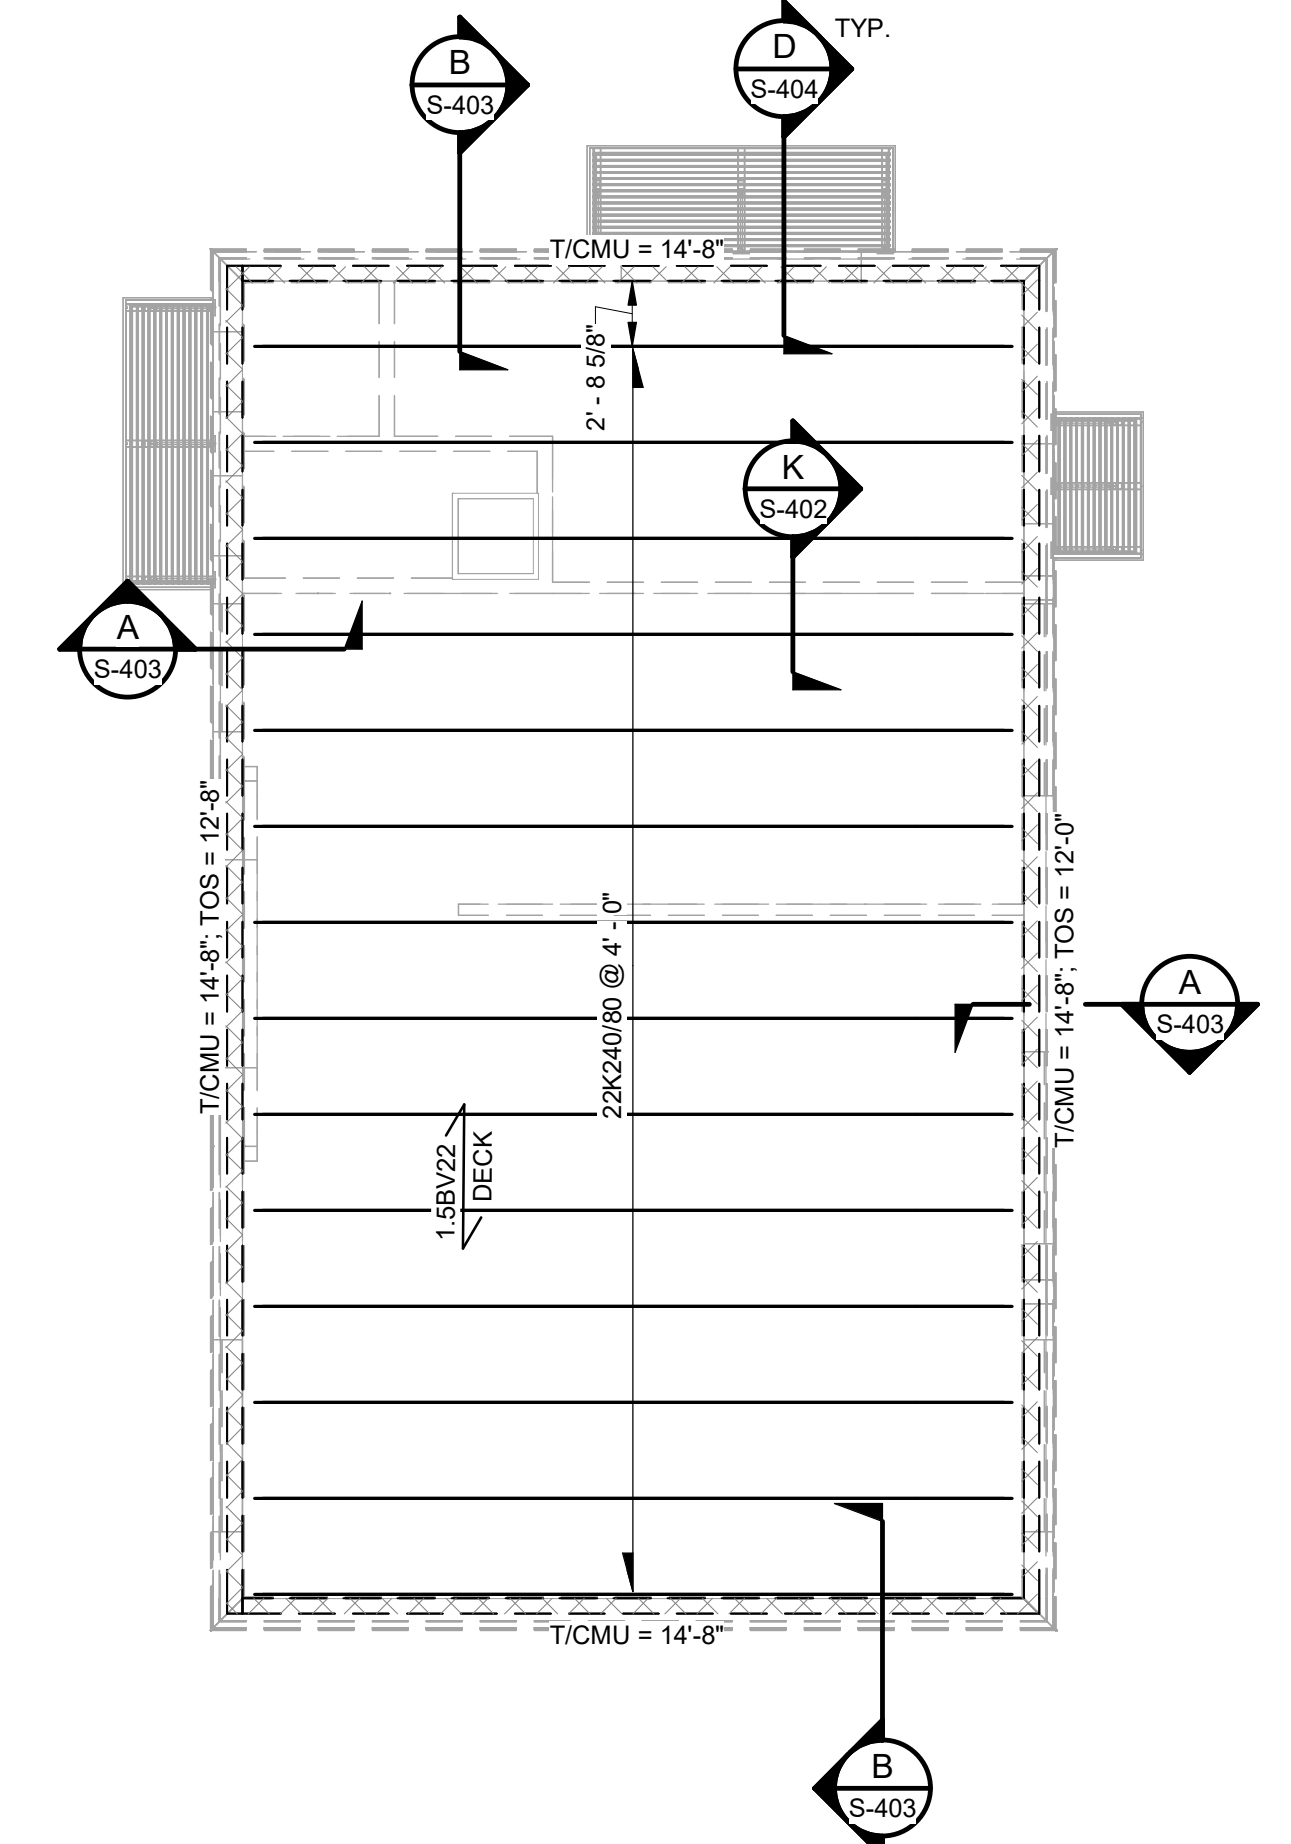 B
S-403
D
S-404
TYP.
T/CMU = 14'-8"
2' - 8 5/8"
K
S-402
A
S-403
T/CMU = 14'-8"; TOS = 12'-8"
22K240/80 @ 4' - 0"
T/CMU = 14'-8"; TOS = 12'-0"
A
S-403
1.5BV22
DECK
T/CMU = 14'-8"
B
S-403